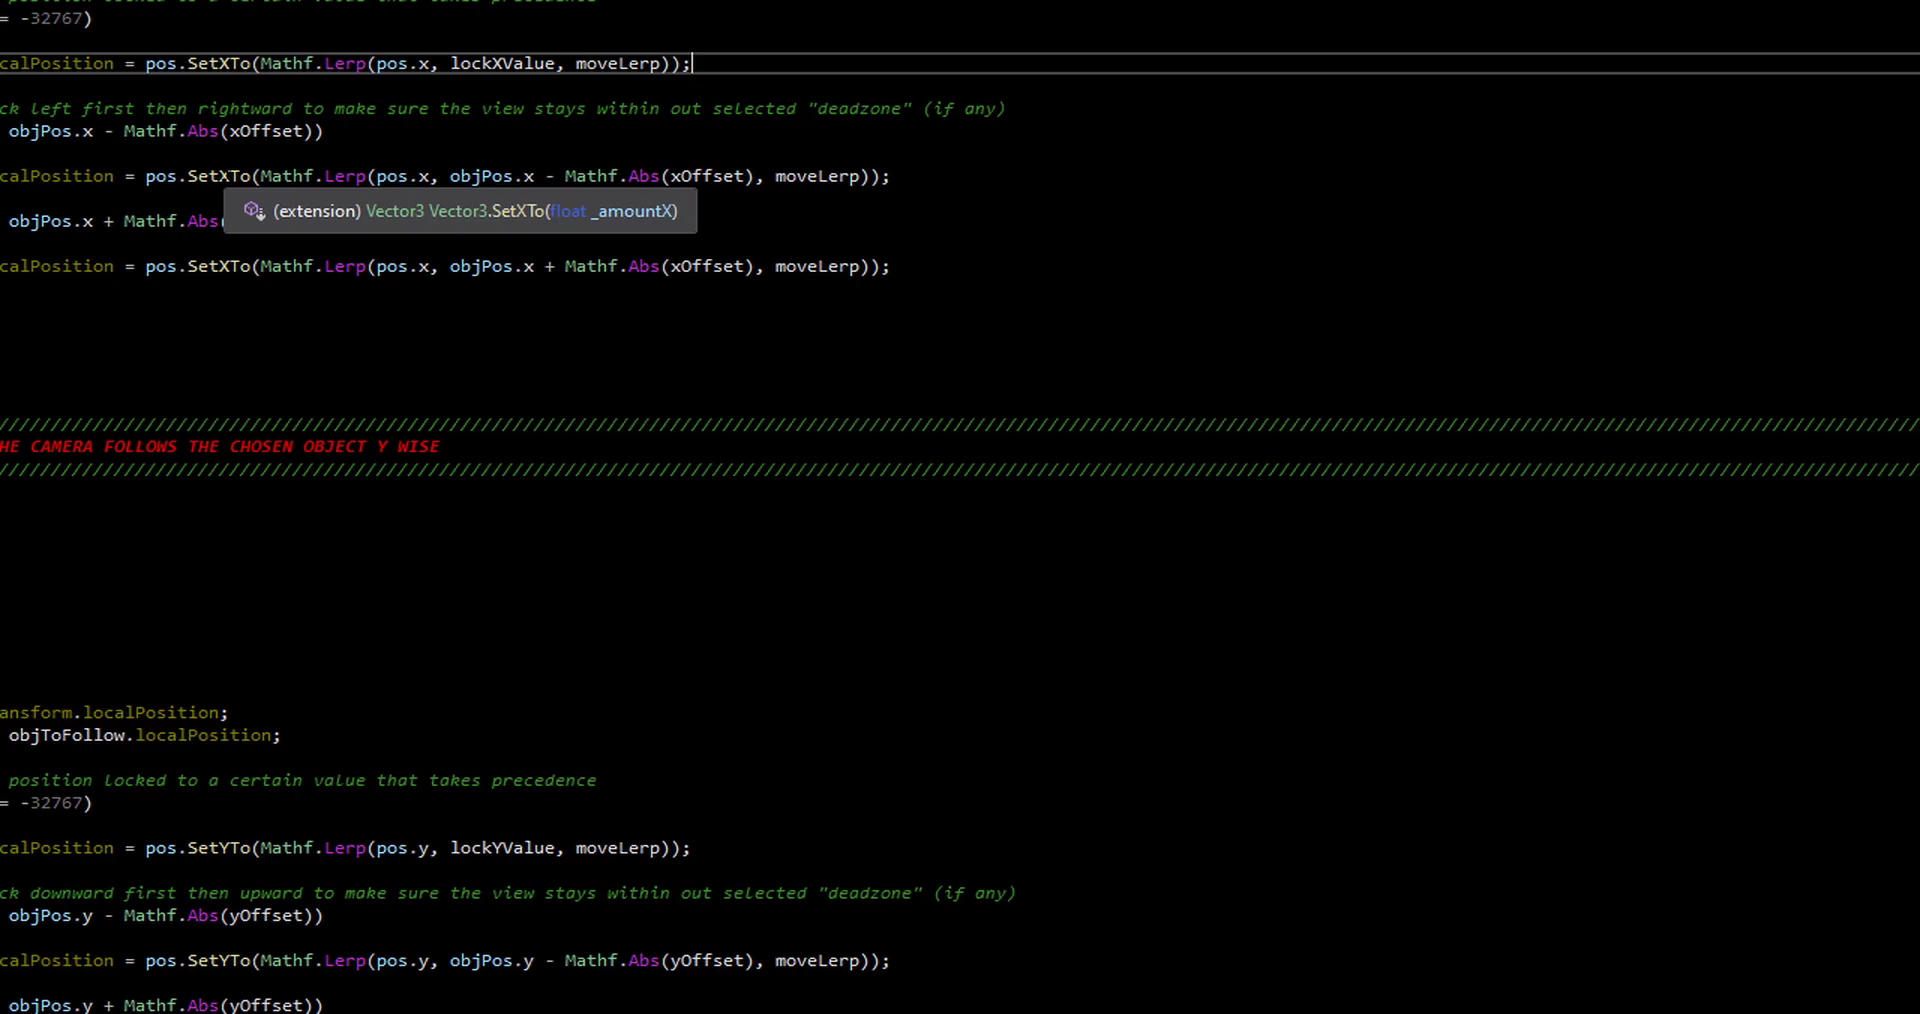 = -32767)
calPosition = pos.SetXTo(Mathf.Lerp(pos.x, lockXValue, moveLerp));
ck left first then rightward to make sure the view stays within out selected "deadzone" (if any)
objPos.x - Mathf.Abs(xOffset))
calPosition = pos.SetXTo(Mathf.Lerp(pos.x, objPos.x - Mathf.Abs(xOffset), moveLerp));
(extension) Vector3 Vector3.SetXTo(float _amountX)
objPos.x + Mathf.Abs(
calPosition = pos.SetXTo(Mathf.Lerp(pos.x, objPos.x + Mathf.Abs(xOffset), moveLerp));
HE CAMERA FOLLOWS THE CHOSEN OBJECT Y WISE
ansform.localPosition;
objToFollow.localPosition;
position locked to a certain value that takes precedence
= -32767)
calPosition = pos.SetYTo(Mathf.Lerp(pos.y, lockYValue, moveLerp));
ck downward first then upward to make sure the view stays within out selected "deadzone" (if any)
objPos.y - Mathf.Abs(yOffset))
calPosition = pos.SetYTo(Mathf.Lerp(pos.y, objPos.y - Mathf.Abs(yOffset), moveLerp));
objPos.y + Mathf.Abs(yOffset))